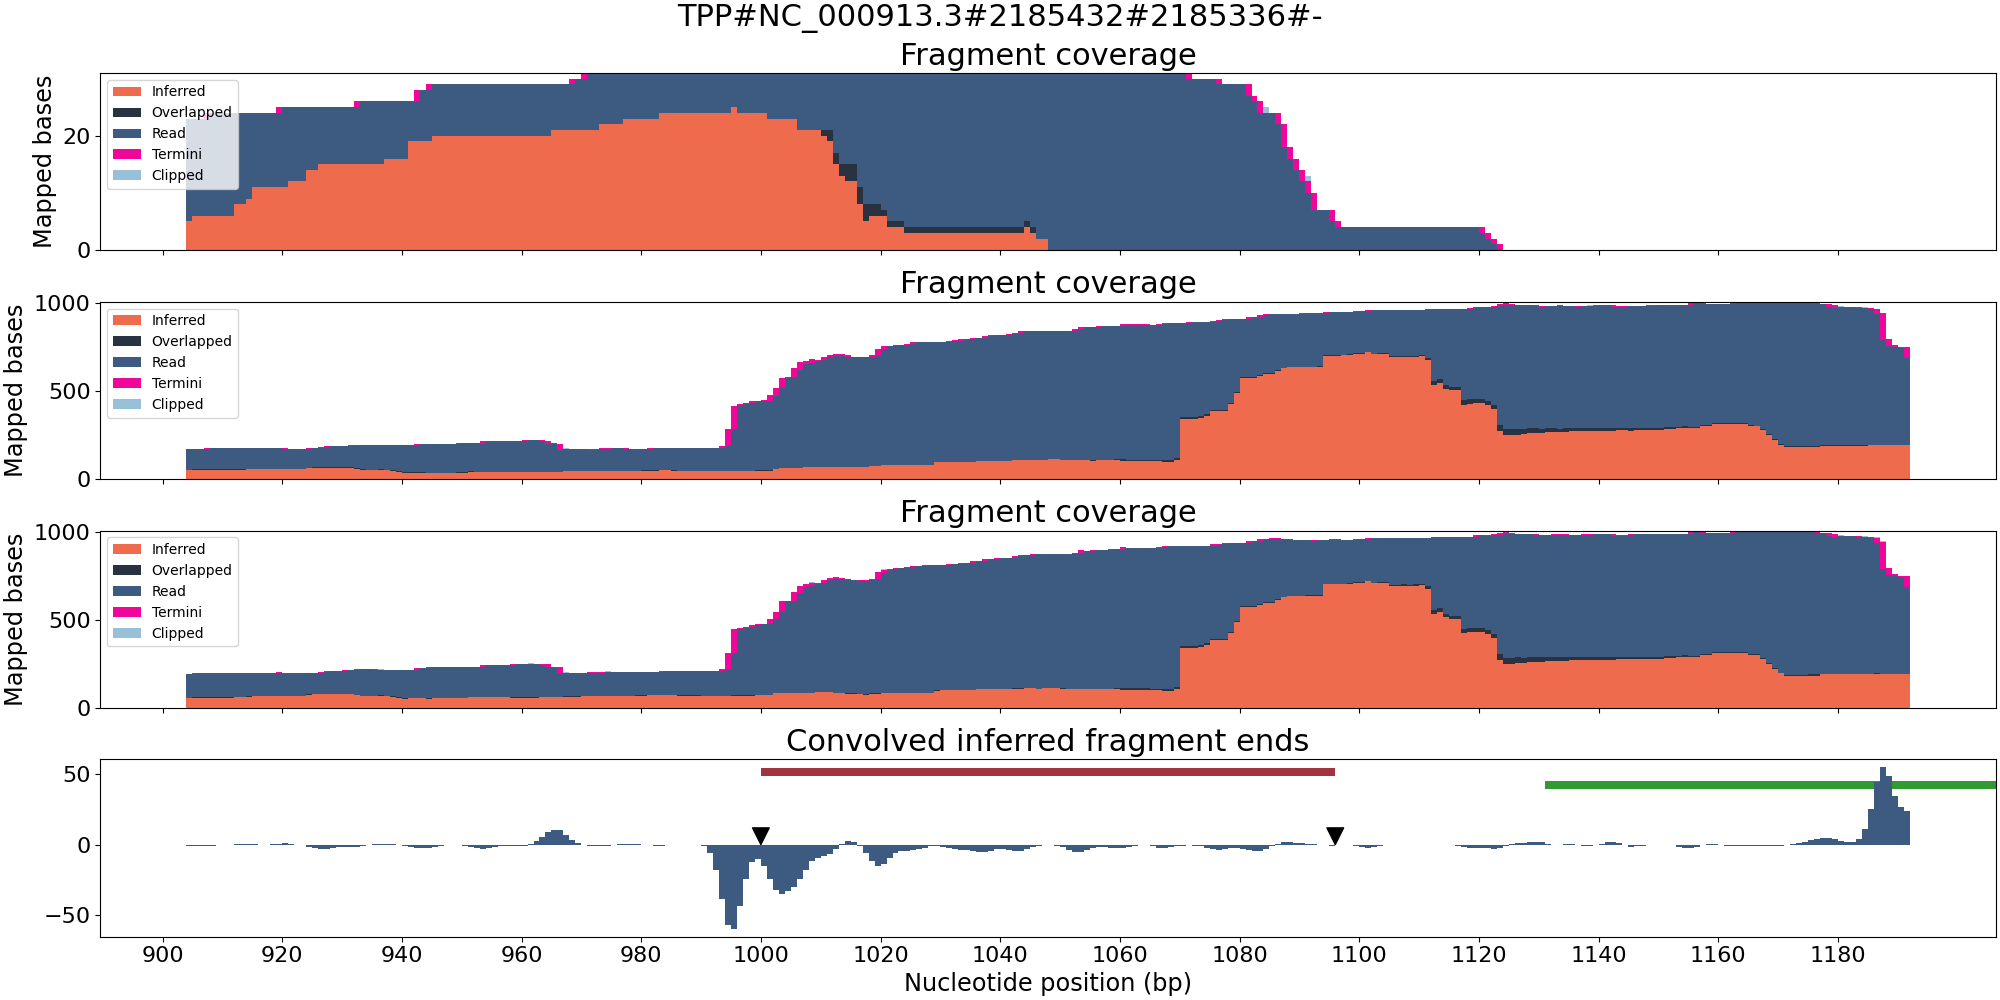 TPP#NC_000913.3#2185432#2185336#-
Fragment coverage
Mapped bases
20
0
Inferred
Overlapped
Read
Termini
Clipped
Fragment coverage
Mapped bases
1000
500
0
Inferred
Overlapped
Read
Termini
Clipped
Fragment coverage
Mapped bases
1000
500
0
Inferred
Overlapped
Read
Termini
Clipped
Convolved inferred fragment ends
50
0
−50
900 920 940 960 980 1000 1020 1040 1060 1080 1100 1120 1140 1160 1180
Nucleotide position (bp)